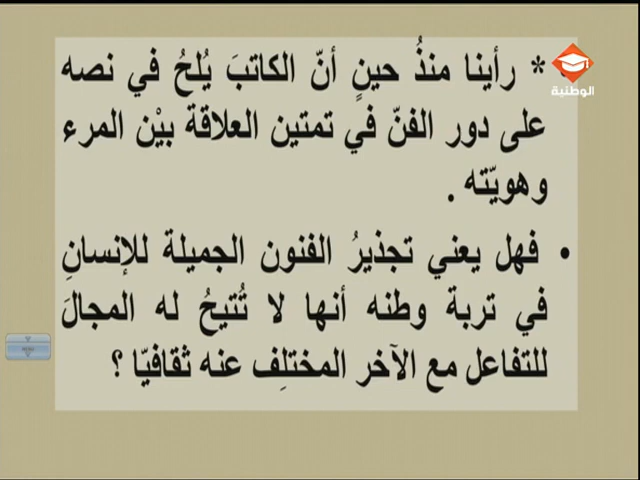 * رأينا منذُ حينٍ أنّ الكاتبَ يُلحُ في نصه
الوطنية
على دور الفنّ في تمتين العلاقة بيْن المرء
وهويّته .
• فهل يعني تجذيرُ الفنون الجميلة للإنسانِ
في تربة وطنه أنها لا تُتيحُ له المجالَ
للتفاعل مع الآخر المختلِف عنه ثقافيّا ؟